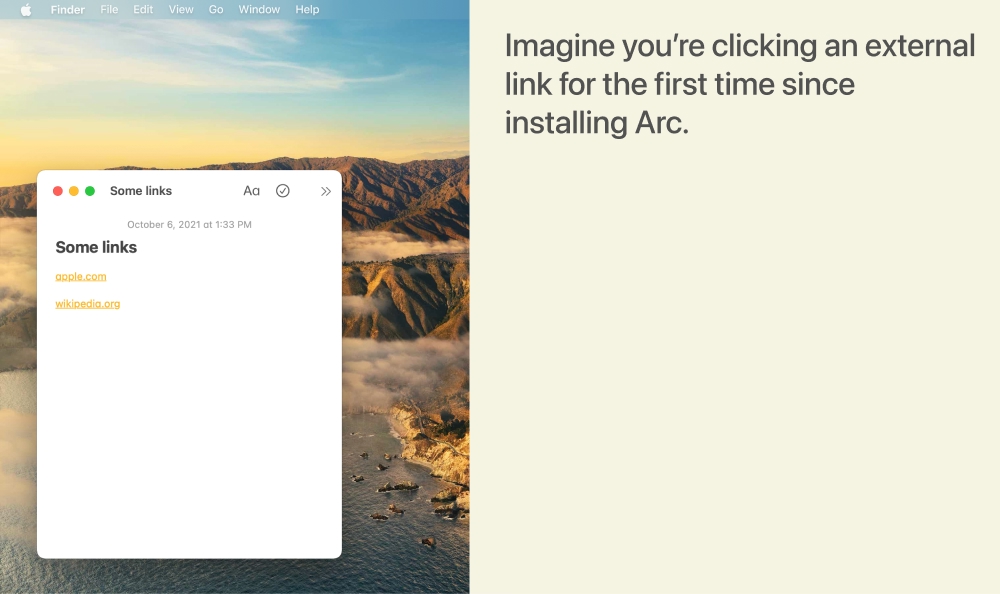 Finder File Edit View Go Window Help
Imagine you're clicking an external
link for the first time since
installing Arc.
Some links Aa
October 6, 2021 at 1:33 PM
Some links
apple.com
wikipedia.org